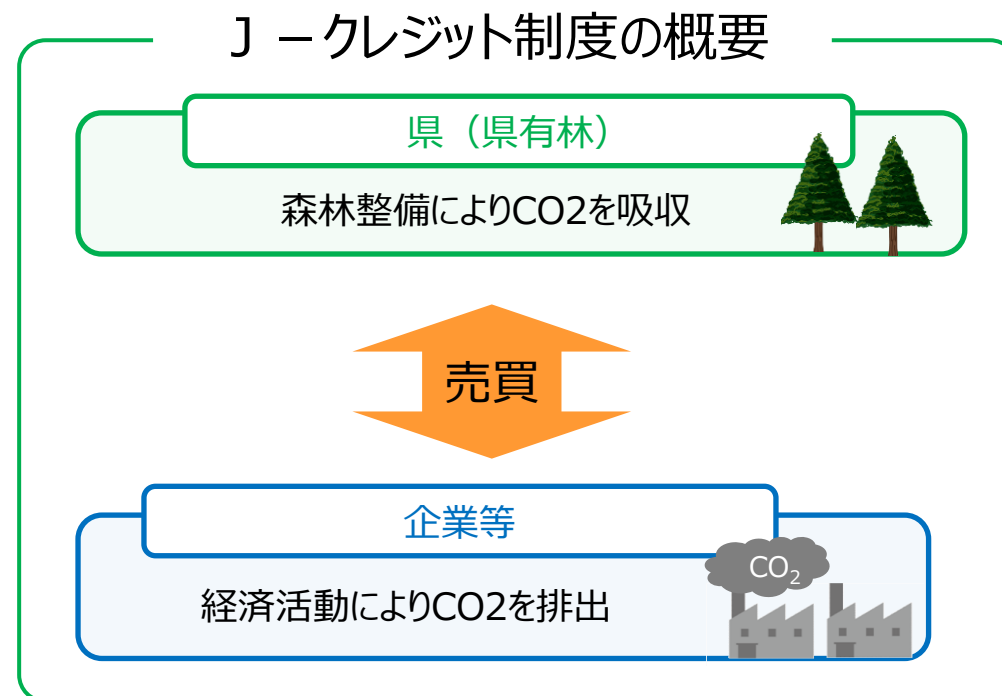 Ｊ－クレジット制度の概要
県（県有林）
森林整備によりCO2を吸収
売買
企業等
CO₂
経済活動によりCO2を排出